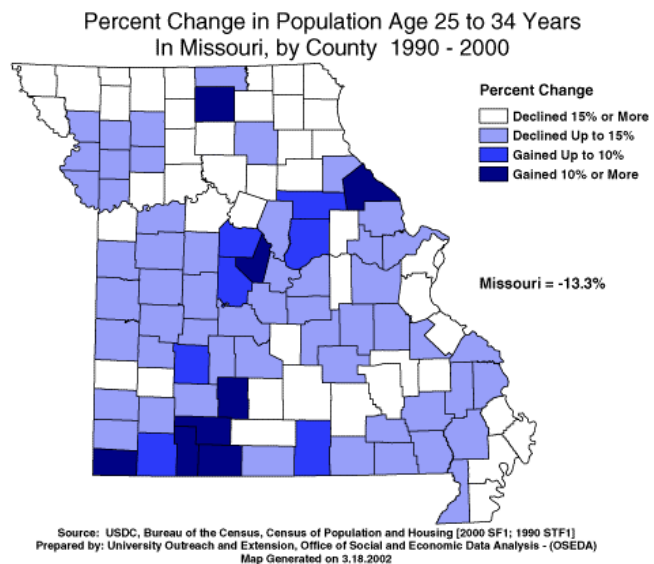 Percent Change in Population Age 25 to 34 Years
In Missouri, by County 1990 - 2000
Percent Change
Declined 15% or More
Declined Up to 15%
Gained Up to 10%
Gained 10% or More
Missouri = -13.3%
Source: USDC, Bureau of the Census, Census of Population and Housing [2000 SF1; 1990 STF1]
Prepared by: University Outreach and Extension, Office of Social and Economic Data Analysis - (OSEDA)
Map Generated on 3.18.2002